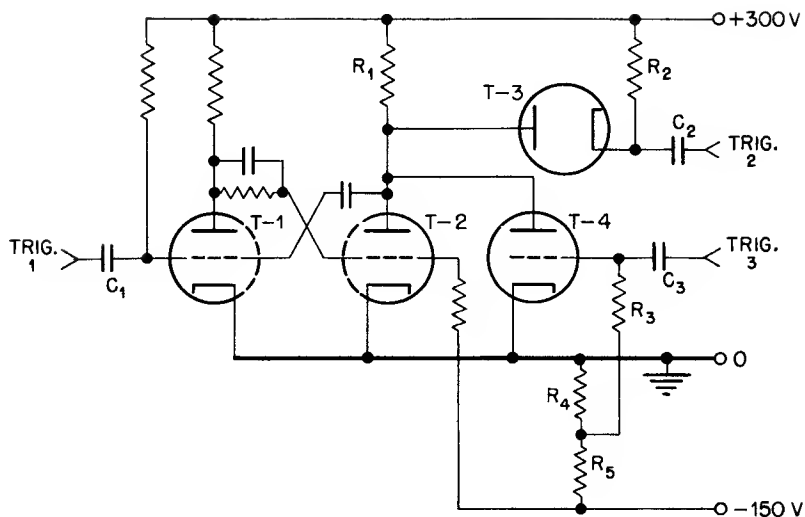 +300 V
R1
R2
T-3
C2
TRIG. 2
T-1
T-2
T-4
TRIG. 1
C1
TRIG. 3
C3
R3
0
R4
R5
-150 V